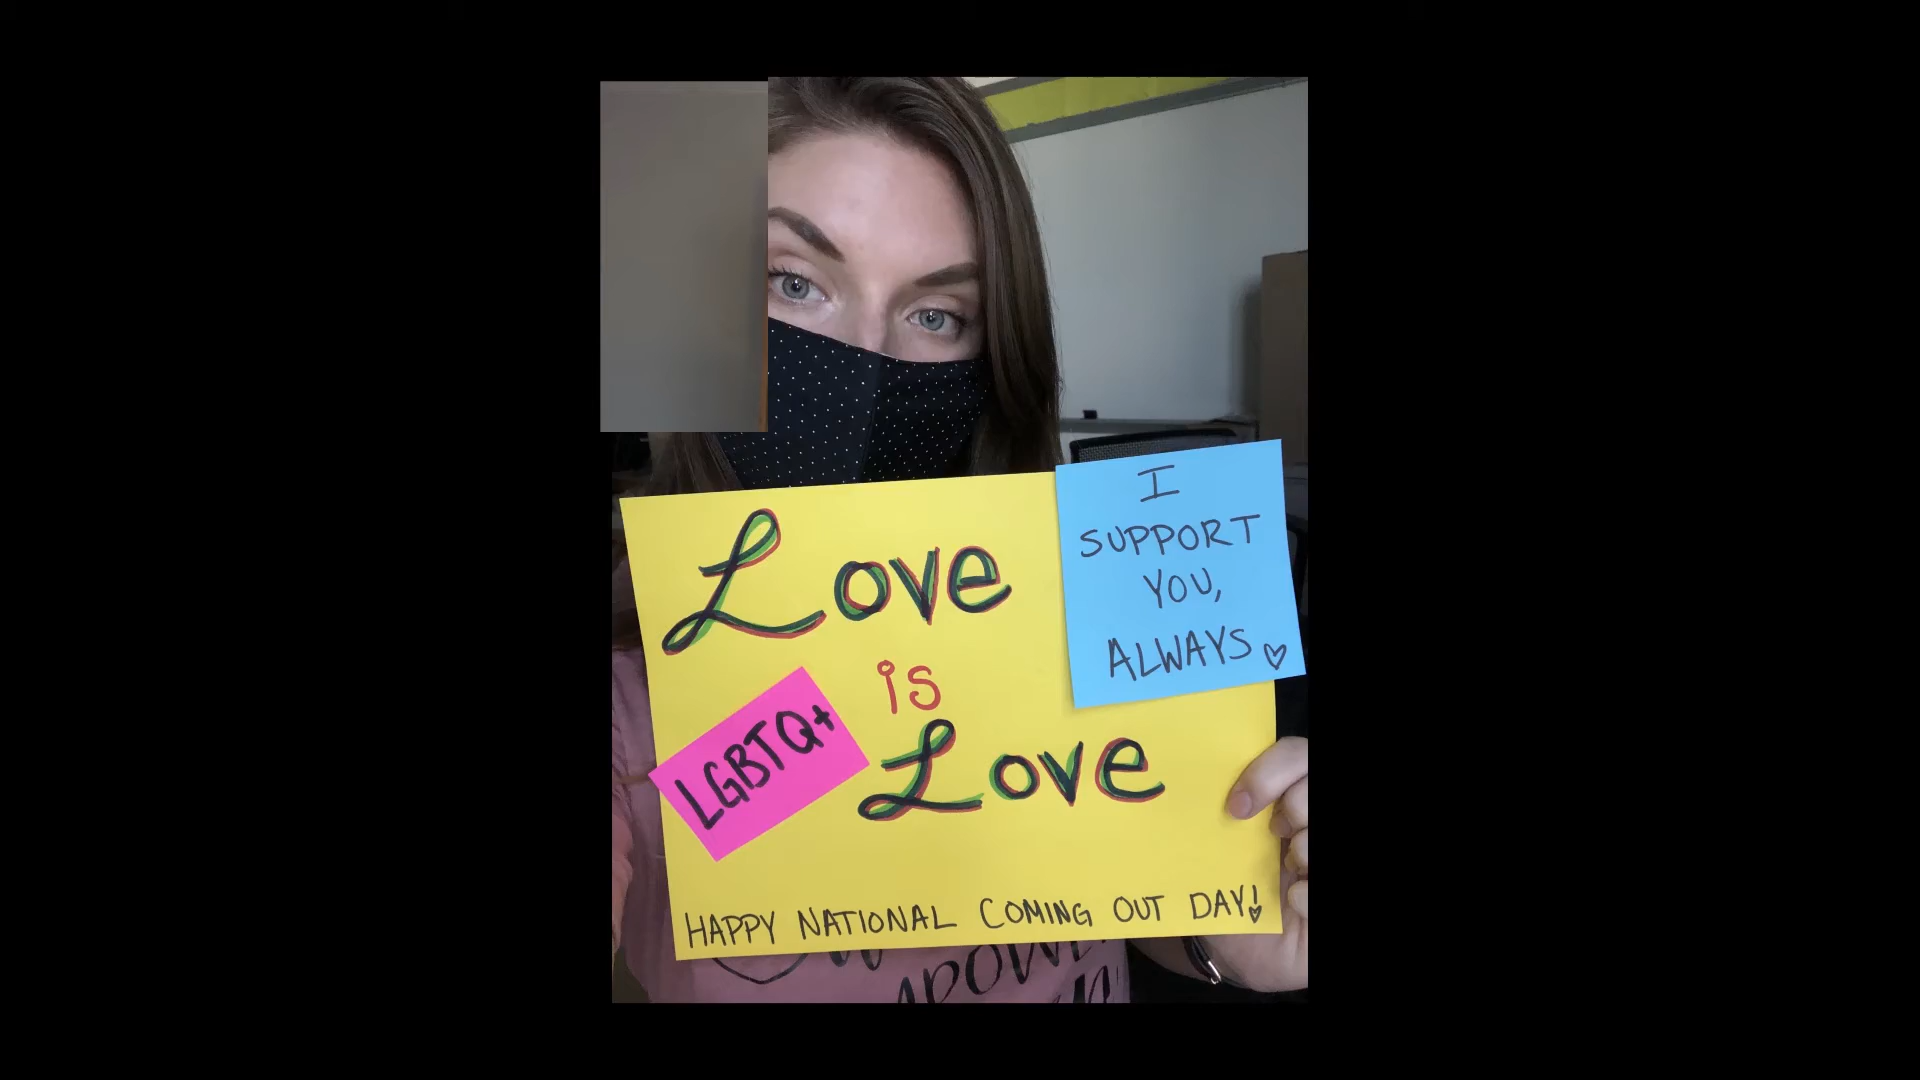 Love
is
Love
I
SUPPORT
YOU,
ALWAYS
LGBTQ+
HAPPY NATIONAL COMING OUT DAY!